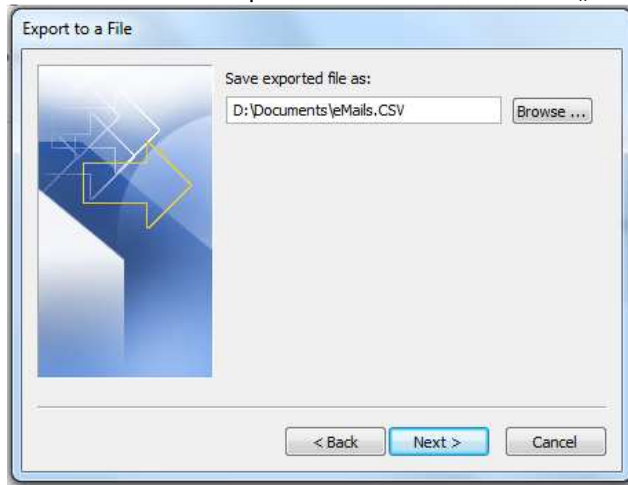 Export to a File
Save exported file as:
D:\Documents\eMails.CSV
Browse ...
< Back
Next >
Cancel